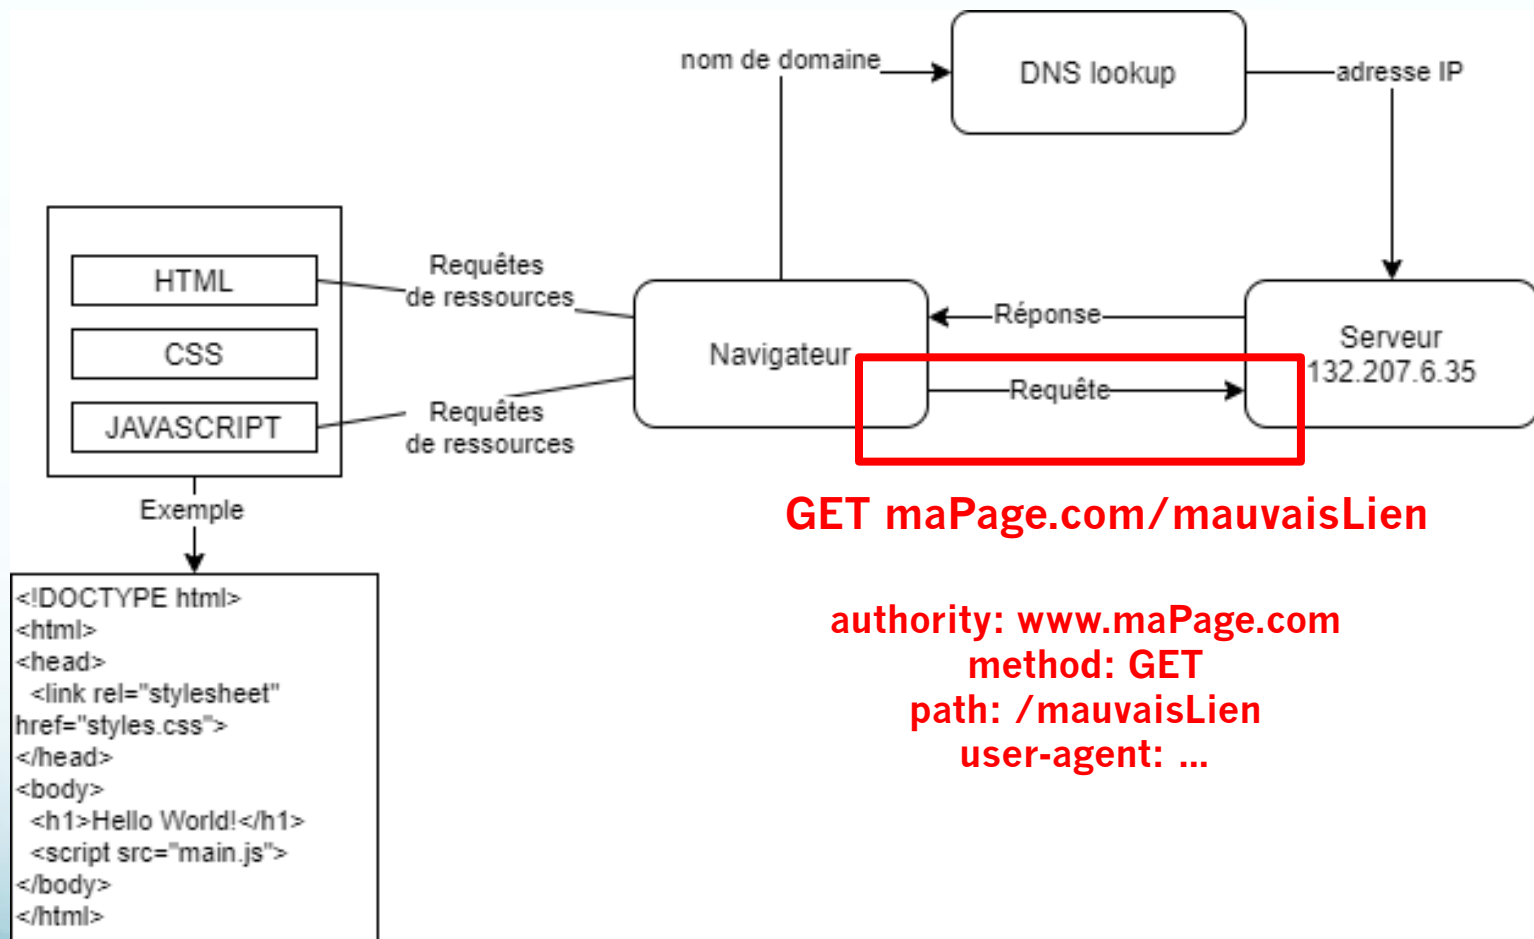 nom de domaine
DNS lookup
adresse IP
HTML
CSS
JAVASCRIPT
Requêtes
de ressources
Requêtes
de ressources
Navigateur
Réponse
Requête
Serveur
132.207.6.35
GET maPage.com/mauvaisLien
authority: www.maPage.com
method: GET
path: /mauvaisLien
user-agent: ...
Exemple
<!DOCTYPE html>
<html>
<head>
<link rel="stylesheet"
href="styles.css">
</head>
<body>
<h1>Hello World!</h1>
<script src="main.js">
</body>
</html>